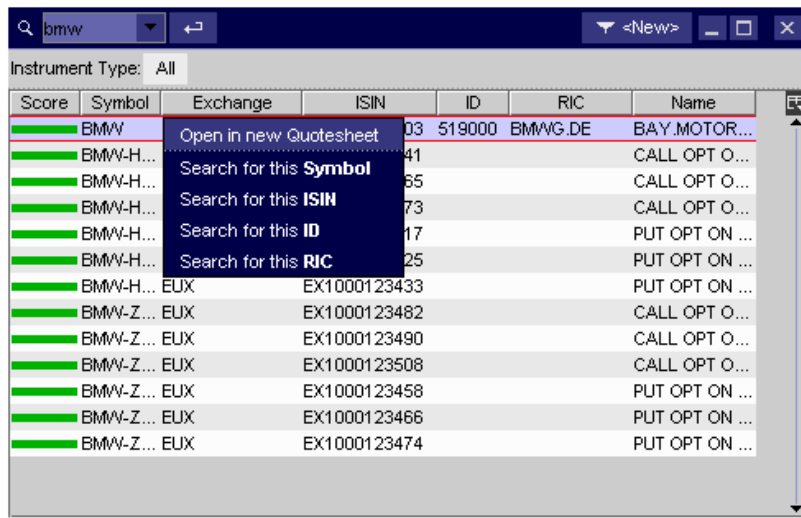 bmw <New>
Instrument Type: All
Score Symbol Exchange ISIN ID RIC Name
BMW 03 519000 BMWG.DE BAY.MOTOR...
Open in new Quotesheet
BMW-H... 41 CALL OPT O...
Search for this Symbol
BMW-H... 65 CALL OPT O...
Search for this ISIN
BMW-H... 73 CALL OPT O...
Search for this ID
BMW-H... 17 PUT OPT ON ...
Search for this RIC
BMW-H... 25 PUT OPT ON ...
BMW-H... EUX EX1000123433 PUT OPT ON ...
BMW-Z... EUX EX1000123482 CALL OPT O...
BMW-Z... EUX EX1000123490 CALL OPT O...
BMW-Z... EUX EX1000123508 CALL OPT O...
BMW-Z... EUX EX1000123458 PUT OPT ON ...
BMW-Z... EUX EX1000123466 PUT OPT ON ...
BMW-Z... EUX EX1000123474 PUT OPT ON ...